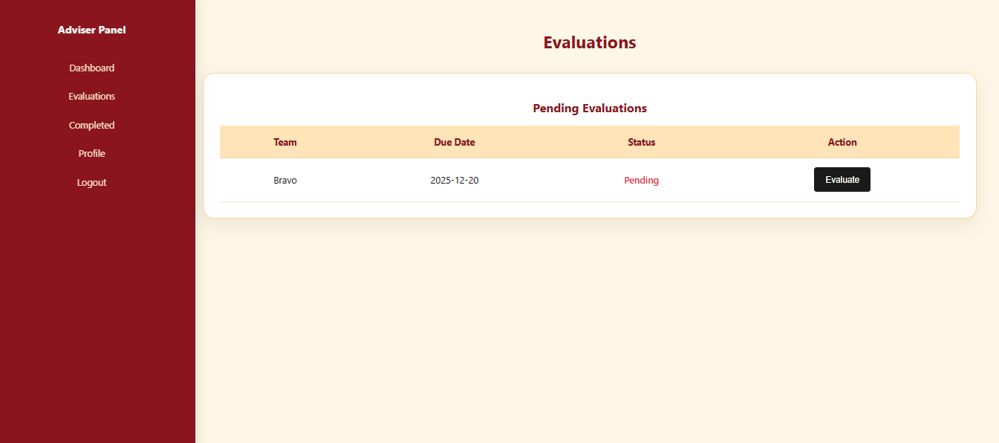 Adviser Panel
Dashboard
Evaluations
Completed
Profile
Logout
Evaluations
Pending Evaluations
Team Due Date Status Action
Bravo 2025-12-20 Pending Evaluate